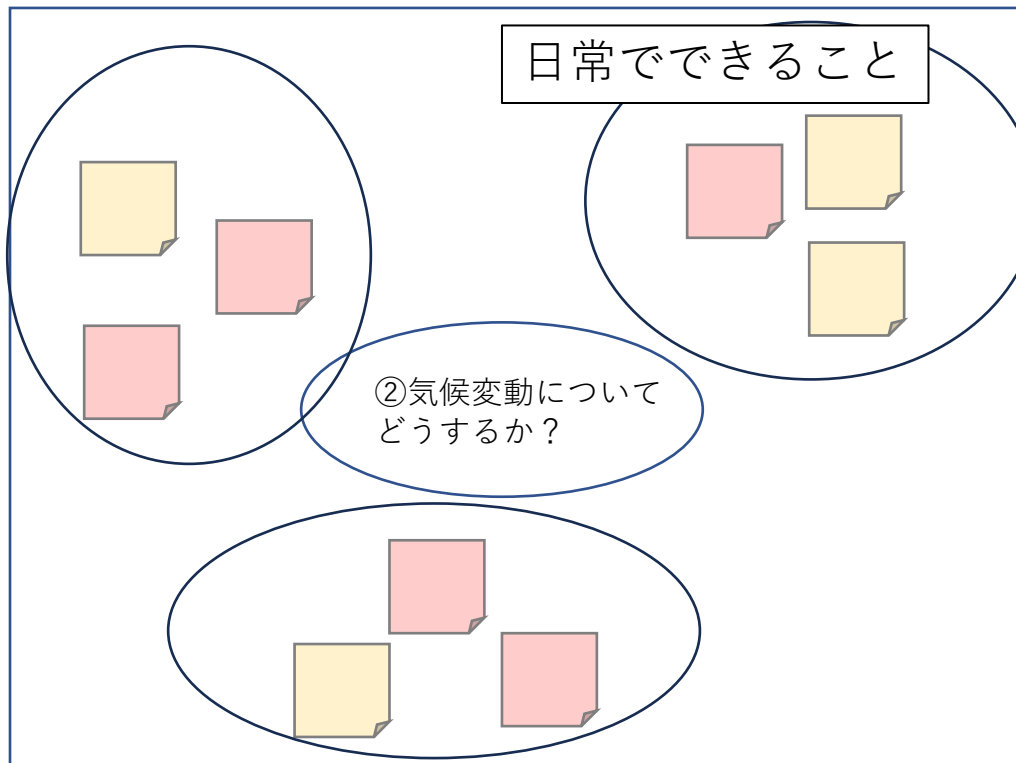 日常でできること
②気候変動について
どうするか？